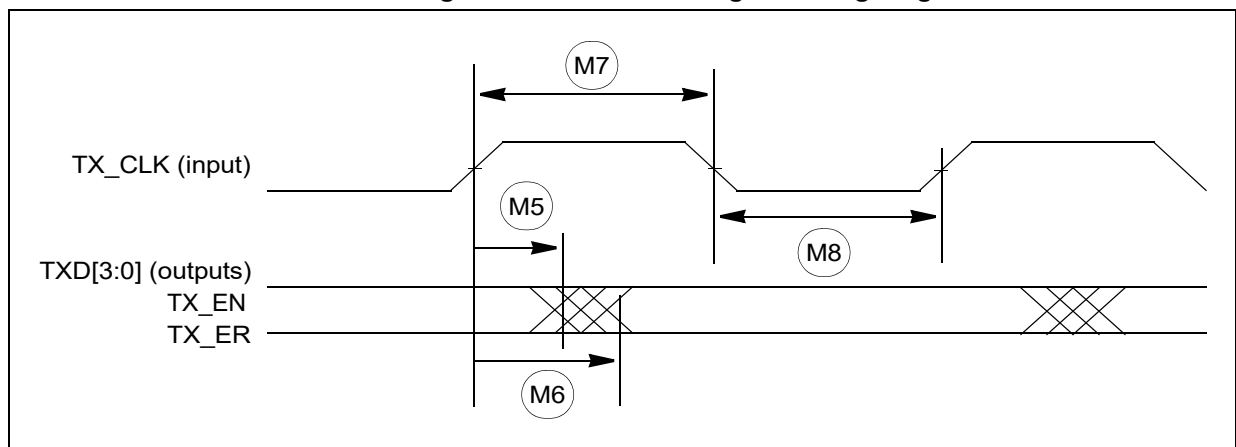 M7
TX_CLK (input)
M5
M8
TXD[3:0] (outputs)
TX_EN
TX_ER
M6